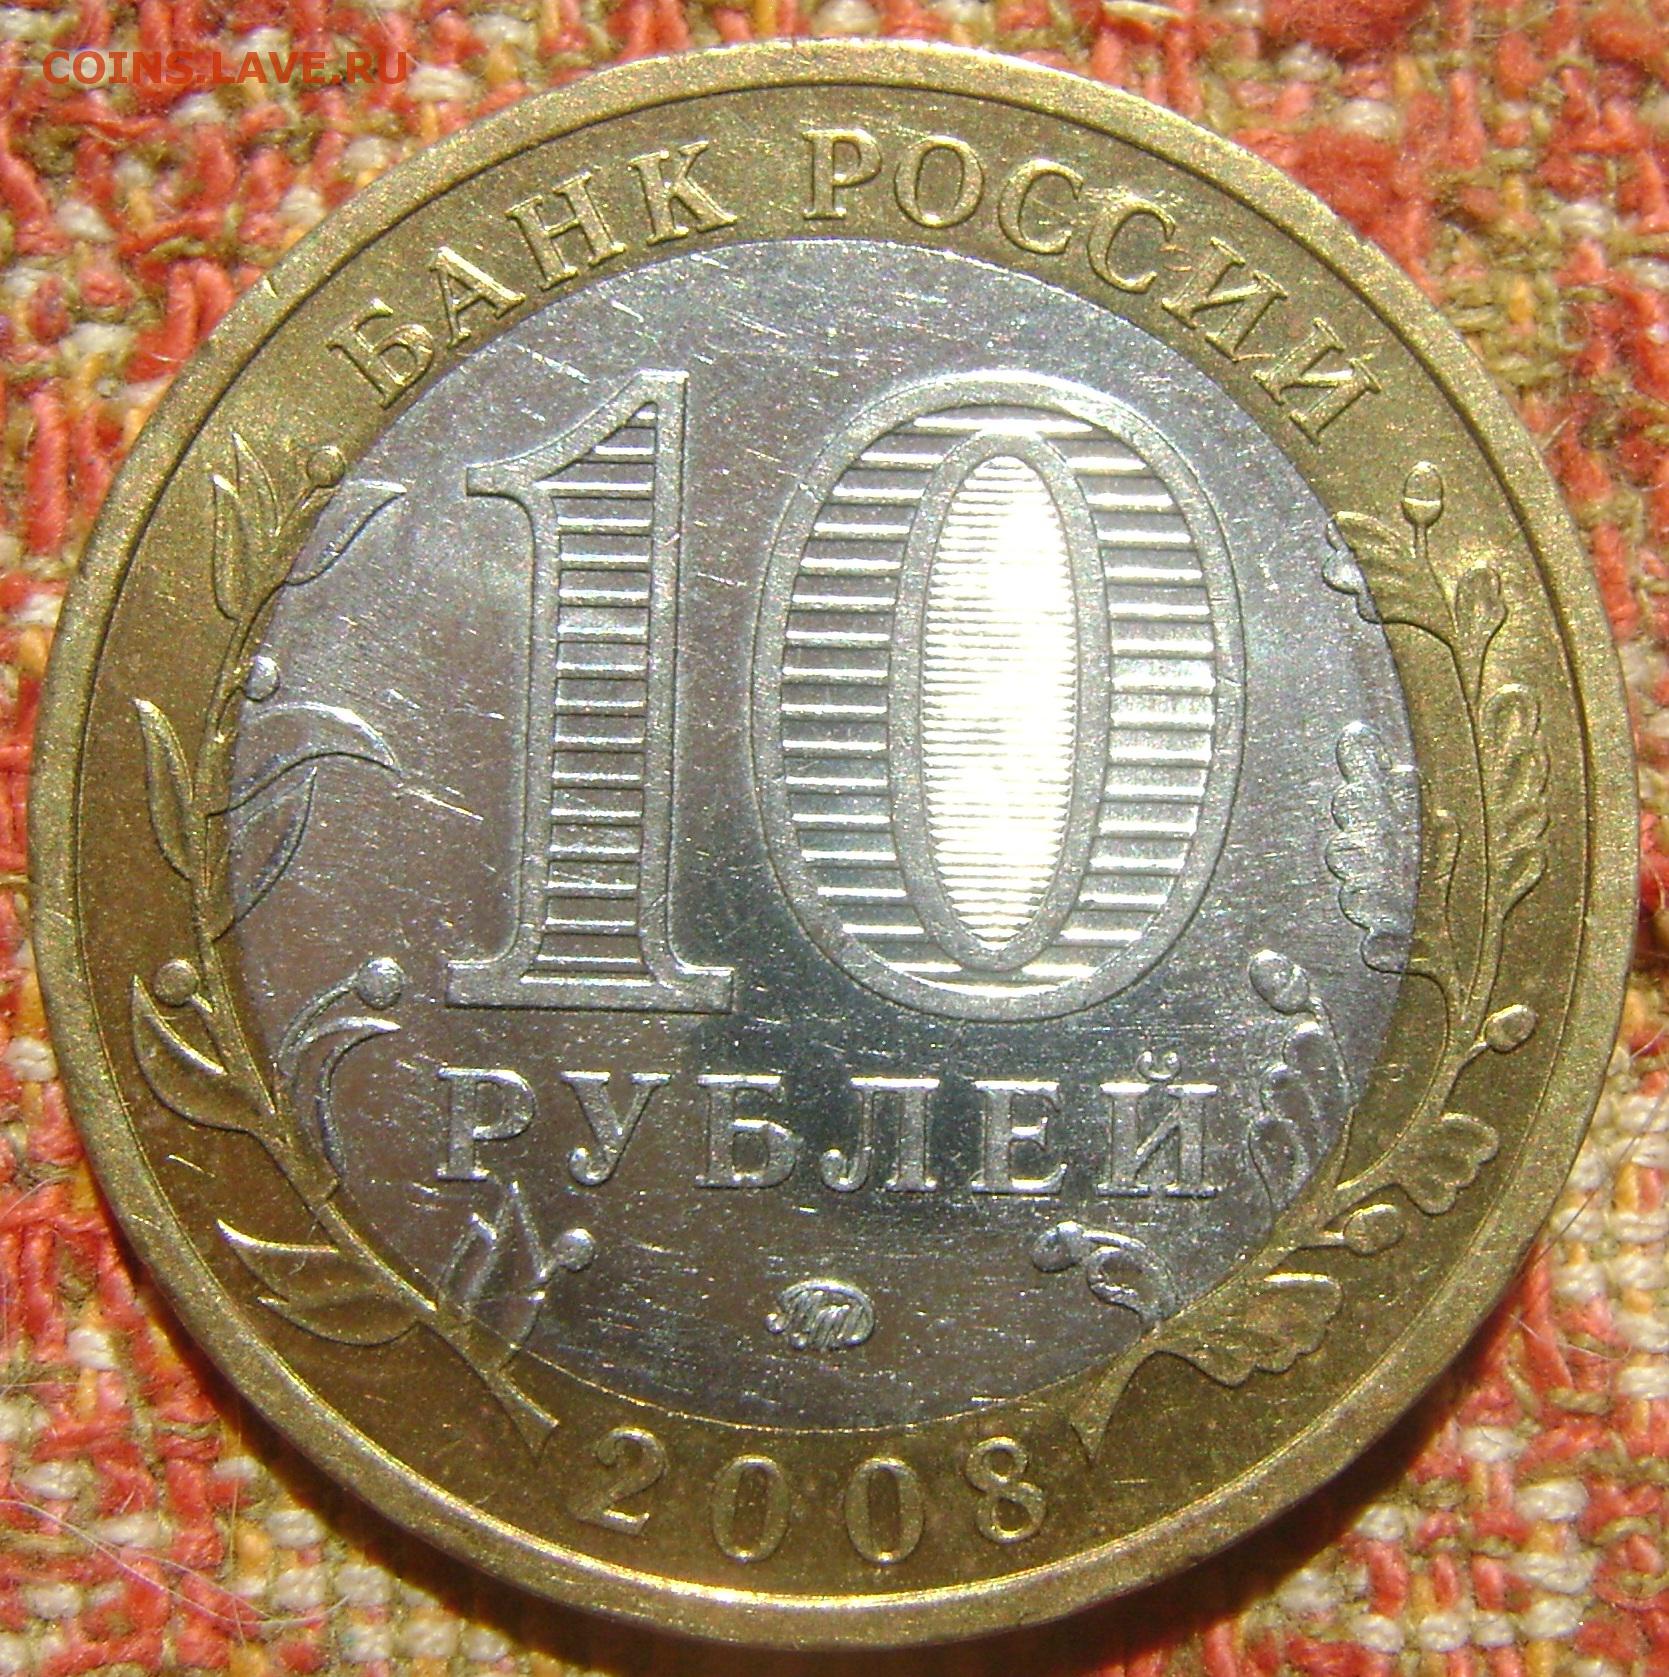 COINS.LAVE.RU
БАНК РОССИИ
10
РУБЛЕЙ
ММД
2008